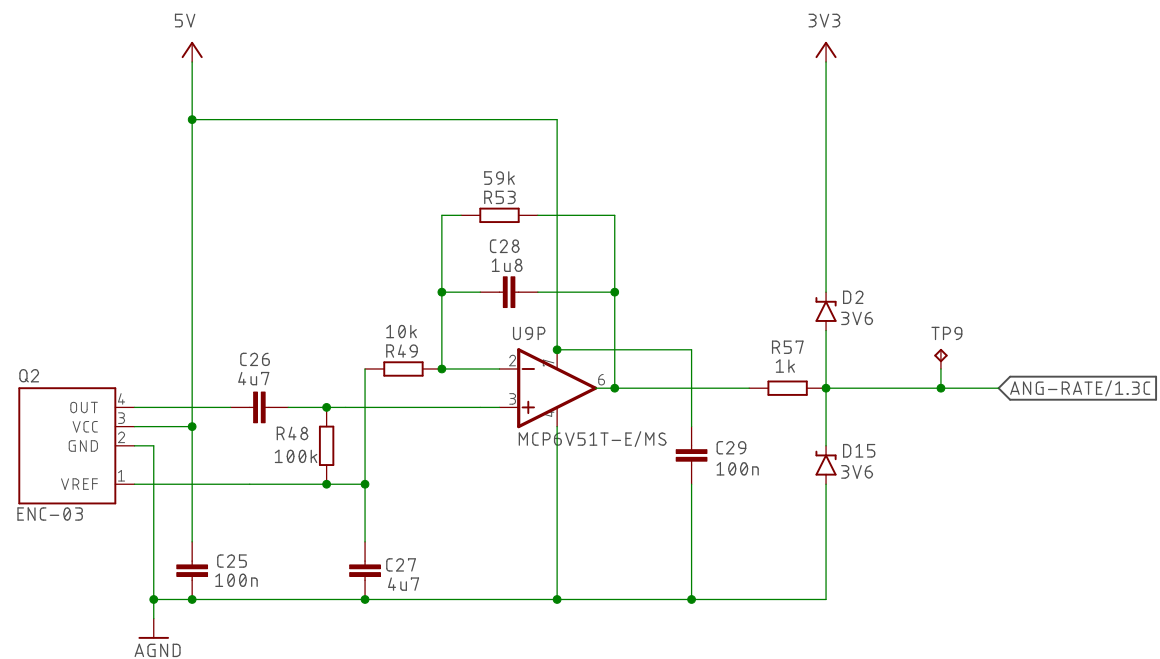 5V
3V3
59k
R53
C28
1u8
D2
3V6
U9P
10k
R49
TP9
R57
1k
C26
4u7
Q2
2
7
6
ANG-RATE/1.3C
OUT
4
3
VCC
3
R48
100k
4
MCP6V51T-E/MS
GND
2
C29
100n
D15
3V6
VREF
1
ENC-03
C25
100n
C27
4u7
AGND